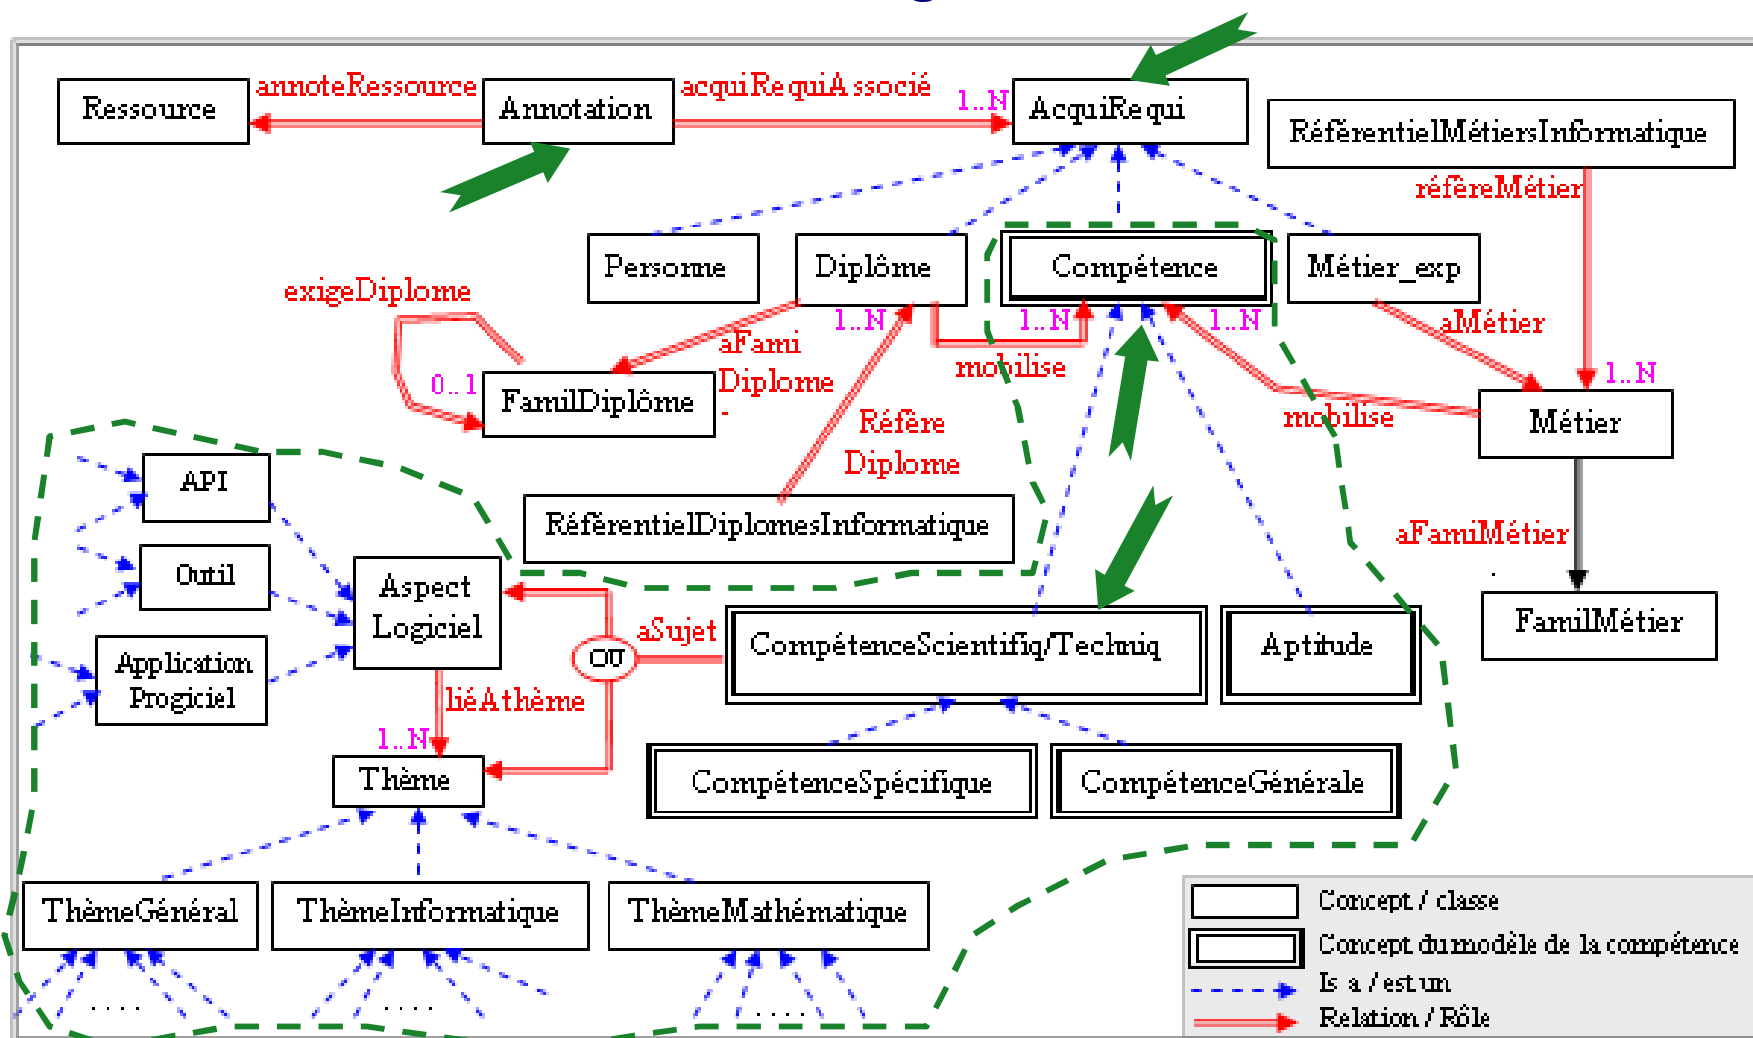 annoteRessource
acquiRequiAssocié
Ressource
Annotation
1..N
AcquiRequi
RéférentielMétiersInformatique
réfèreMétier
Personne
Diplôme
Compétence
Métier_exp
exigeDiplome
1..N
1..N
1..N
aMétier
aFami
Diplome
mobilise
0..1
1..N
FamilDiplôme
mobilise
Métier
Réfère
Diplome
API
RéférentielDiplomesInformatique
aFamiMétier
Outil
Aspect
Logiciel
FamilMétier
aSujet
CompétenceScientifiq/Techniq
Aptitude
OU
Application
Progiciel
liéAthème
1..N
Thème
CompétenceSpécifique
CompétenceGénérale
ThèmeGénéral
ThèmeInformatique
ThèmeMathématique
....
....
....
Concept / classe
Concept du modèle de la compétence
Is a / est un
Relation / Rôle